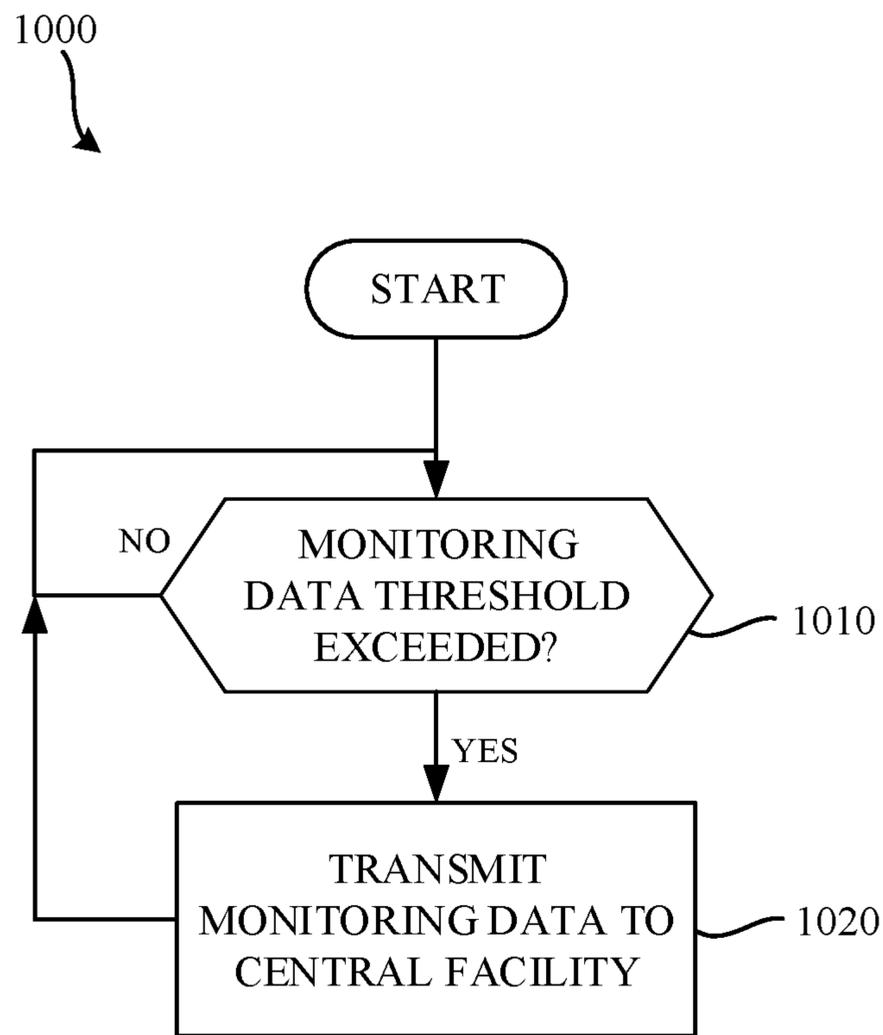 1000
START
NO
MONITORING
DATA THRESHOLD
EXCEEDED?
1010
YES
TRANSMIT
MONITORING DATA TO
CENTRAL FACILITY
1020